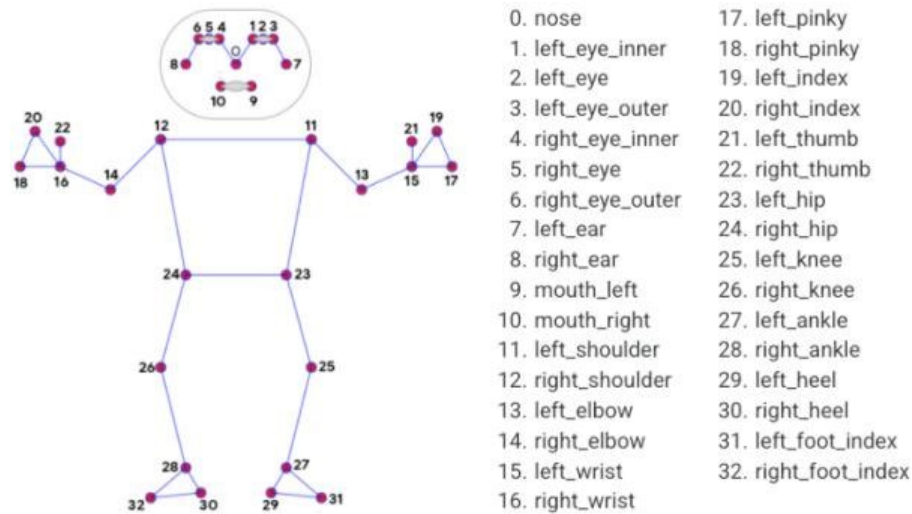 6 5 4 1 2 3
0
8 7
10 9
20 19
22 21
12 11
18 16 14 13 15 17
24 23
26 25
28 27
32 30 29 31
0. nose
1. left_eye_inner
2. left_eye
3. left_eye_outer
4. right_eye_inner
5. right_eye
6. right_eye_outer
7. left_ear
8. right_ear
9. mouth_left
10. mouth_right
11. left_shoulder
12. right_shoulder
13. left_elbow
14. right_elbow
15. left_wrist
16. right_wrist
17. left_pinky
18. right_pinky
19. left_index
20. right_index
21. left_thumb
22. right_thumb
23. left_hip
24. right_hip
25. left_knee
26. right_knee
27. left_ankle
28. right_ankle
29. left_heel
30. right_heel
31. left_foot_index
32. right_foot_index